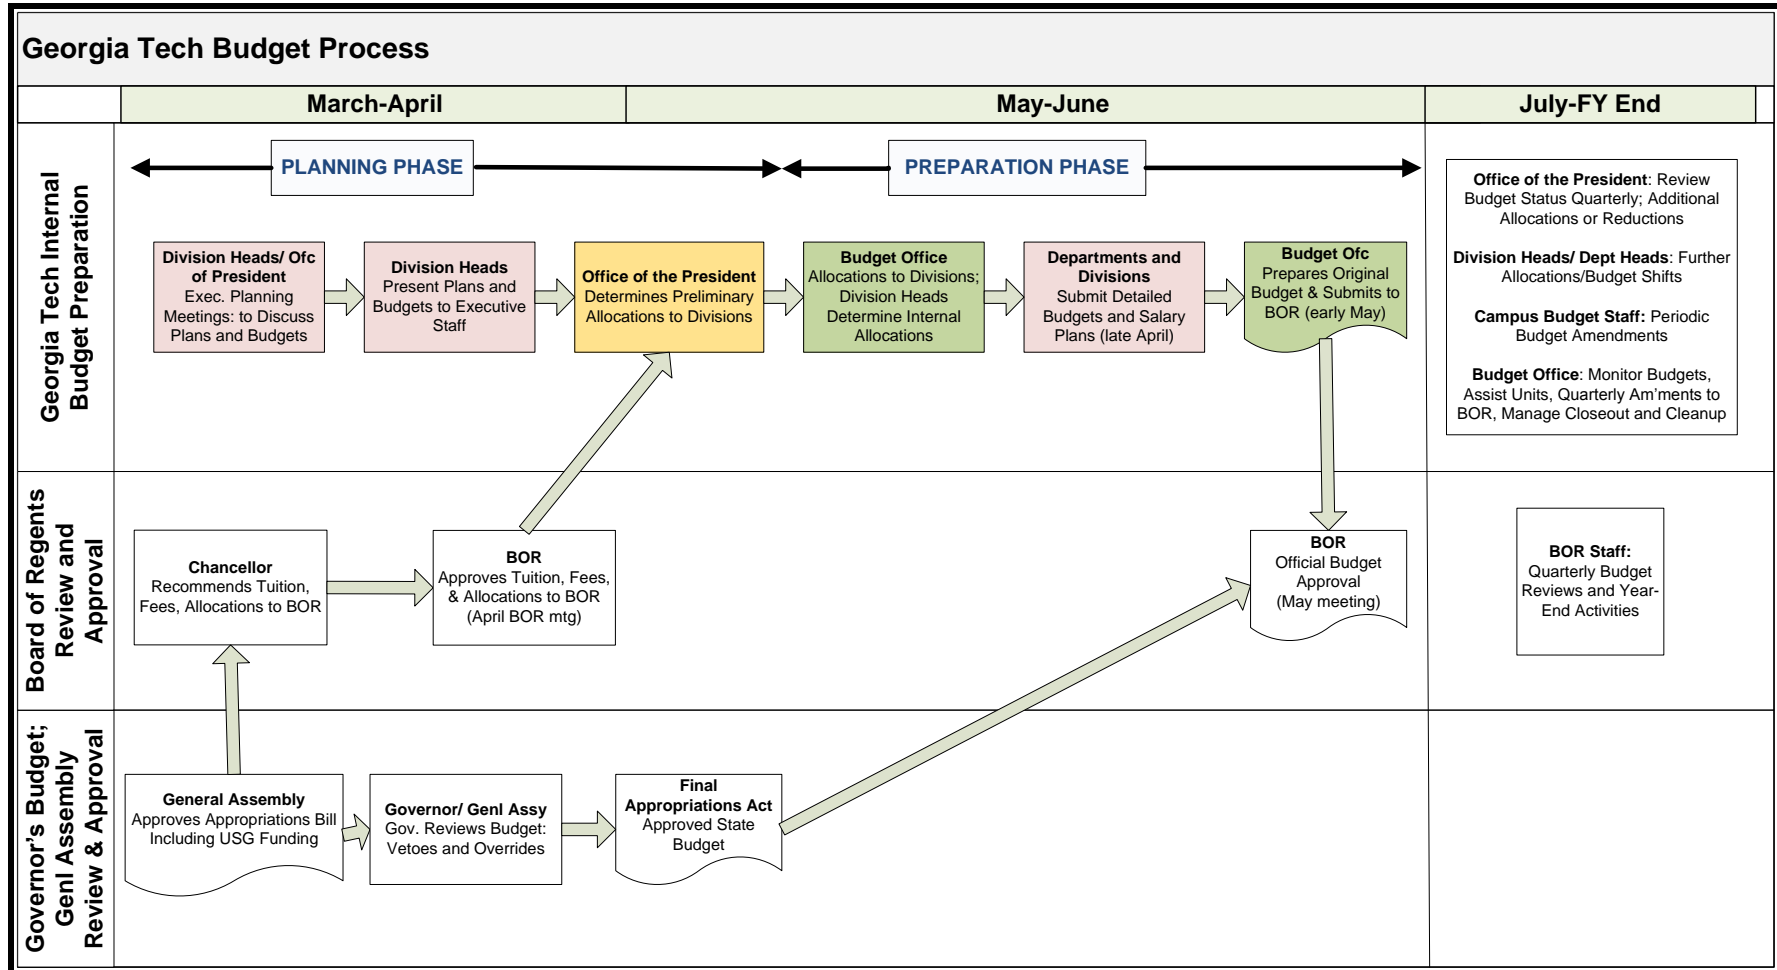 Georgia Tech Budget Process
March-April
May-June
July-FY End
Georgia Tech Internal
Budget Preparation
PLANNING PHASE
PREPARATION PHASE
Division Heads/ Ofc
of President
Exec. Planning
Meetings: to Discuss
Plans and Budgets
Division Heads
Present Plans and
Budgets to Executive
Staff
Office of the President
Determines Preliminary
Allocations to Divisions
Budget Office
Allocations to Divisions;
Division Heads
Determine Internal
Allocations
Departments and
Divisions
Submit Detailed
Budgets and Salary
Plans (late April)
Budget Ofc
Prepares Original
Budget & Submits to
BOR (early May)
Office of the President: Review
Budget Status Quarterly; Additional
Allocations or Reductions
Division Heads/ Dept Heads: Further
Allocations/Budget Shifts
Campus Budget Staff: Periodic
Budget Amendments
Budget Office: Monitor Budgets,
Assist Units, Quarterly Am'ments to
BOR, Manage Closeout and Cleanup
Board of Regents
Review and
Approval
Chancellor
Recommends Tuition,
Fees, Allocations to BOR
BOR
Approves Tuition, Fees,
& Allocations to BOR
(April BOR mtg)
BOR
Official Budget
Approval
(May meeting)
BOR Staff:
Quarterly Budget
Reviews and Year-
End Activities
Governor's Budget;
Genl Assembly
Review & Approval
General Assembly
Approves Appropriations Bill
Including USG Funding
Governor/ Genl Assy
Gov. Reviews Budget:
Vetoes and Overrides
Final
Appropriations Act
Approved State
Budget